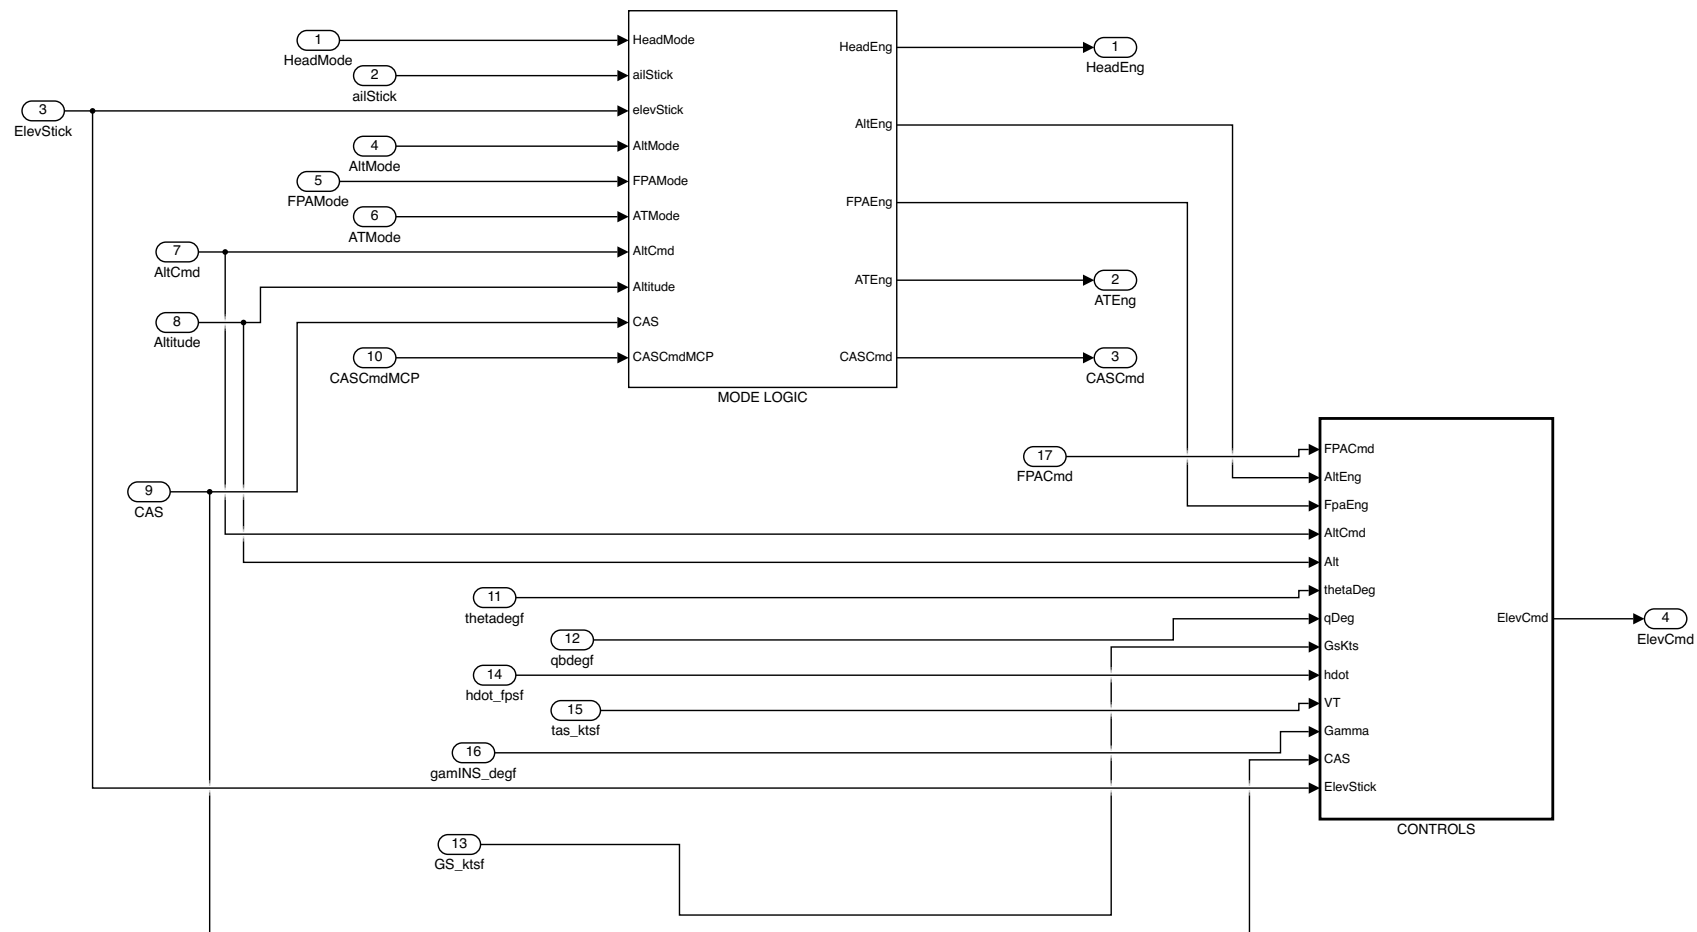 1
HeadMode
2
ailStick
3
ElevStick
4
AltMode
5
FPAMode
6
ATMode
7
AltCmd
8
Altitude
10
CASCmdMCP
9
CAS
HeadMode
ailStick
elevStick
AltMode
FPAMode
ATMode
AltCmd
Altitude
CAS
CASCmdMCP
HeadEng
AltEng
FPAEng
ATEng
CASCmd
MODE LOGIC
1
HeadEng
2
ATEng
3
CASCmd
17
FPACmd
11
thetadegf
12
qbdegf
14
hdot_fpsf
15
tas_ktsf
16
gamINS_degf
13
GS_ktsf
FPACmd
AltEng
FpaEng
AltCmd
Alt
thetaDeg
qDeg
GsKts
hdot
VT
Gamma
CAS
ElevStick
ElevCmd
CONTROLS
4
ElevCmd